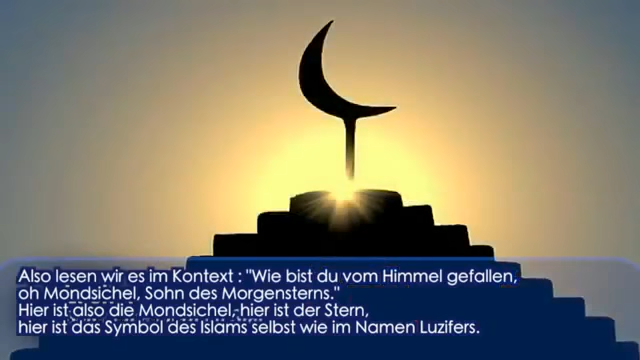 Also lesen wir es im Kontext : "Wie bist du vom Himmel gefallen,
oh Mondsichel, Sohn des Morgensterns."
Hier ist also die Mondsichel, hier ist der Stern,
hier ist das Symbol des Islams selbst wie im Namen Luzifers.